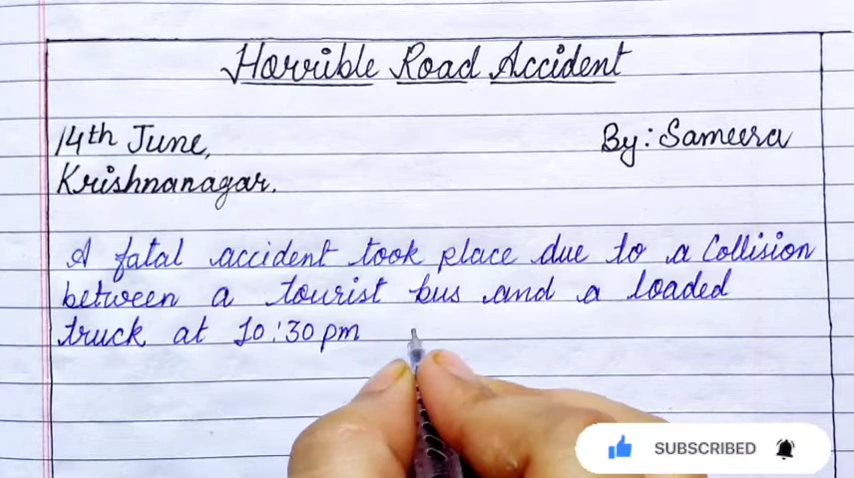 Horrible Road Accident
14th June,
By: Sameera
Krishnanagar.
A fatal accident took place due to a Collision
between a tourist bus and a loaded
truck at 10:30 pm
SUBSCRIBED